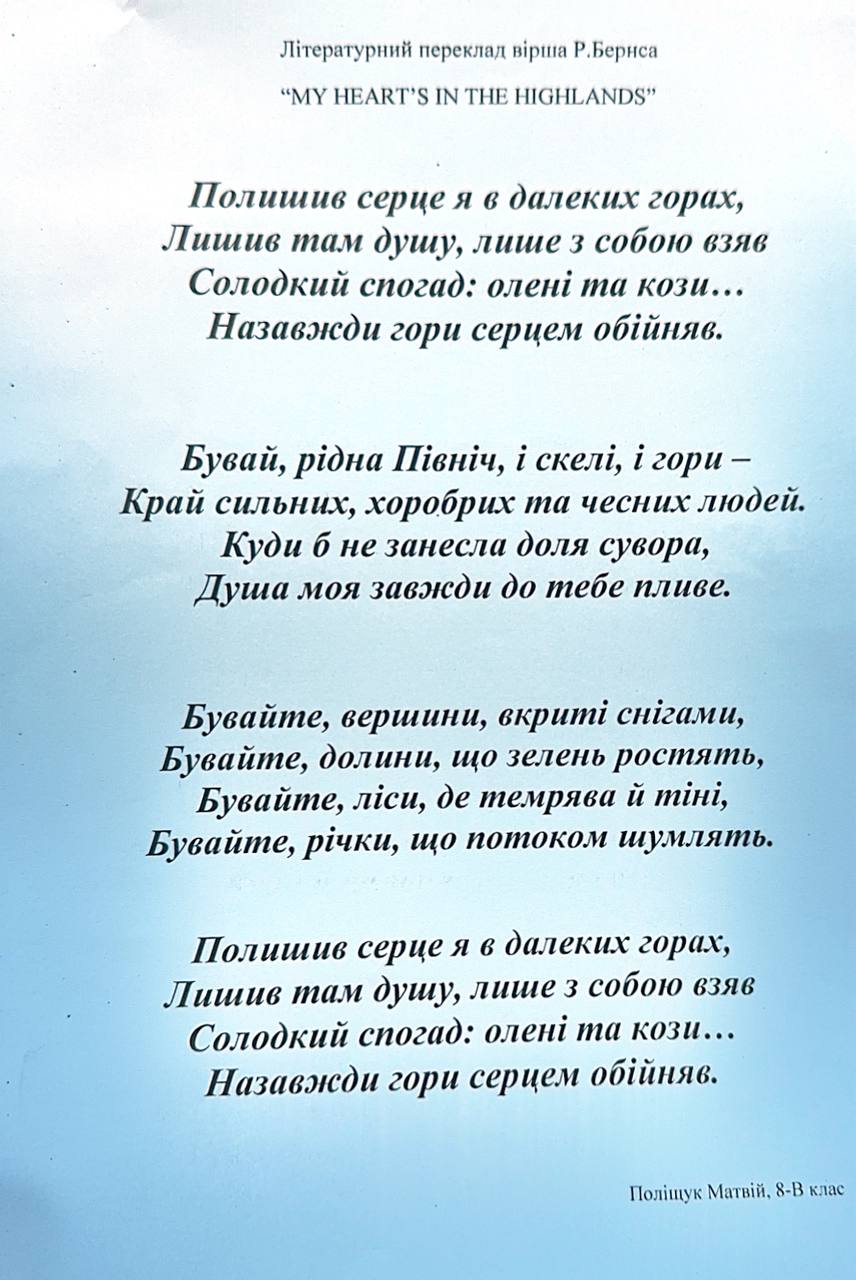 Літературний переклад вірша Р.Бернса
“MY HEART’S IN THE HIGHLANDS”
Полишив серце я в далеких горах,
Лишив там душу, лише з собою взяв
Солодкий спогад: олені та кози…
Назавжди гори серцем обійняв.
Бувай, рідна Північ, і скелі, і гори –
Край сильних, хоробрих та чесних людей.
Куди б не занесла доля сувора,
Душа моя завжди до тебе пливе.
Бувайте, вершини, вкриті снігами,
Бувайте, долини, що зелень ростять,
Бувайте, ліси, де темрява й тіні,
Бувайте, річки, що потоком шумлять.
Полишив серце я в далеких горах,
Лишив там душу, лише з собою взяв
Солодкий спогад: олені та кози…
Назавжди гори серцем обійняв.
Поліщук Матвій, 8-В клас